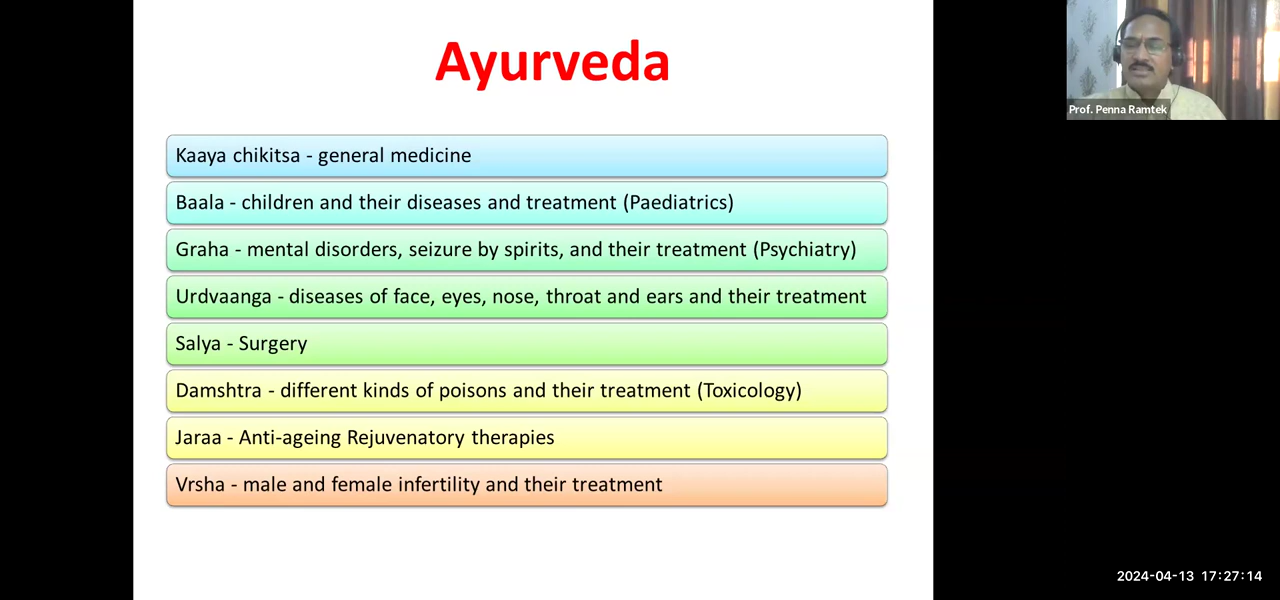 Ayurveda
Prof. Penna Ramtek
Kaaya chikitsa - general medicine
Baala - children and their diseases and treatment (Paediatrics)
Graha - mental disorders, seizure by spirits, and their treatment (Psychiatry)
Urdvaanga - diseases of face, eyes, nose, throat and ears and their treatment
Salya - Surgery
Damshtra - different kinds of poisons and their treatment (Toxicology)
Jaraa - Anti-ageing Rejuvenatory therapies
Vrsha - male and female infertility and their treatment
2024-04-13 17:27:14